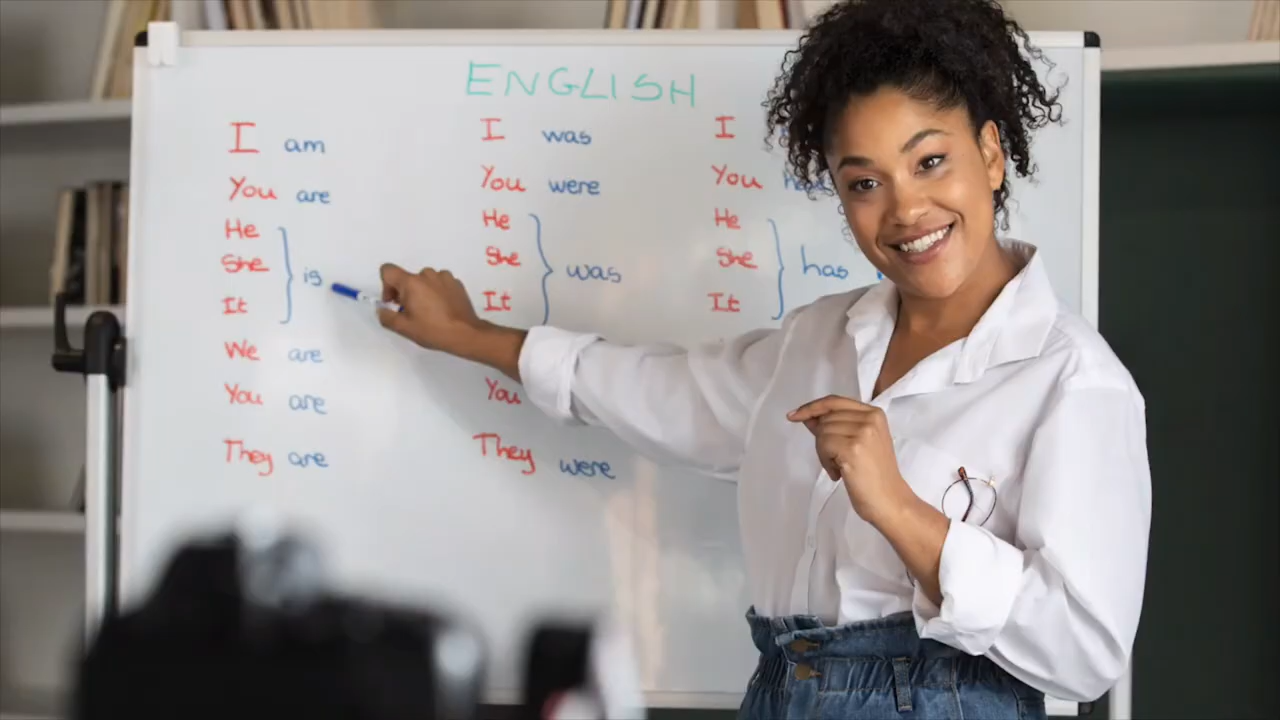 ENGLISH
I am
You are
He
She
is
It
We are
You are
They are
I was
You were
He
She
was
It
You
They were
I
You
He
She
has
It